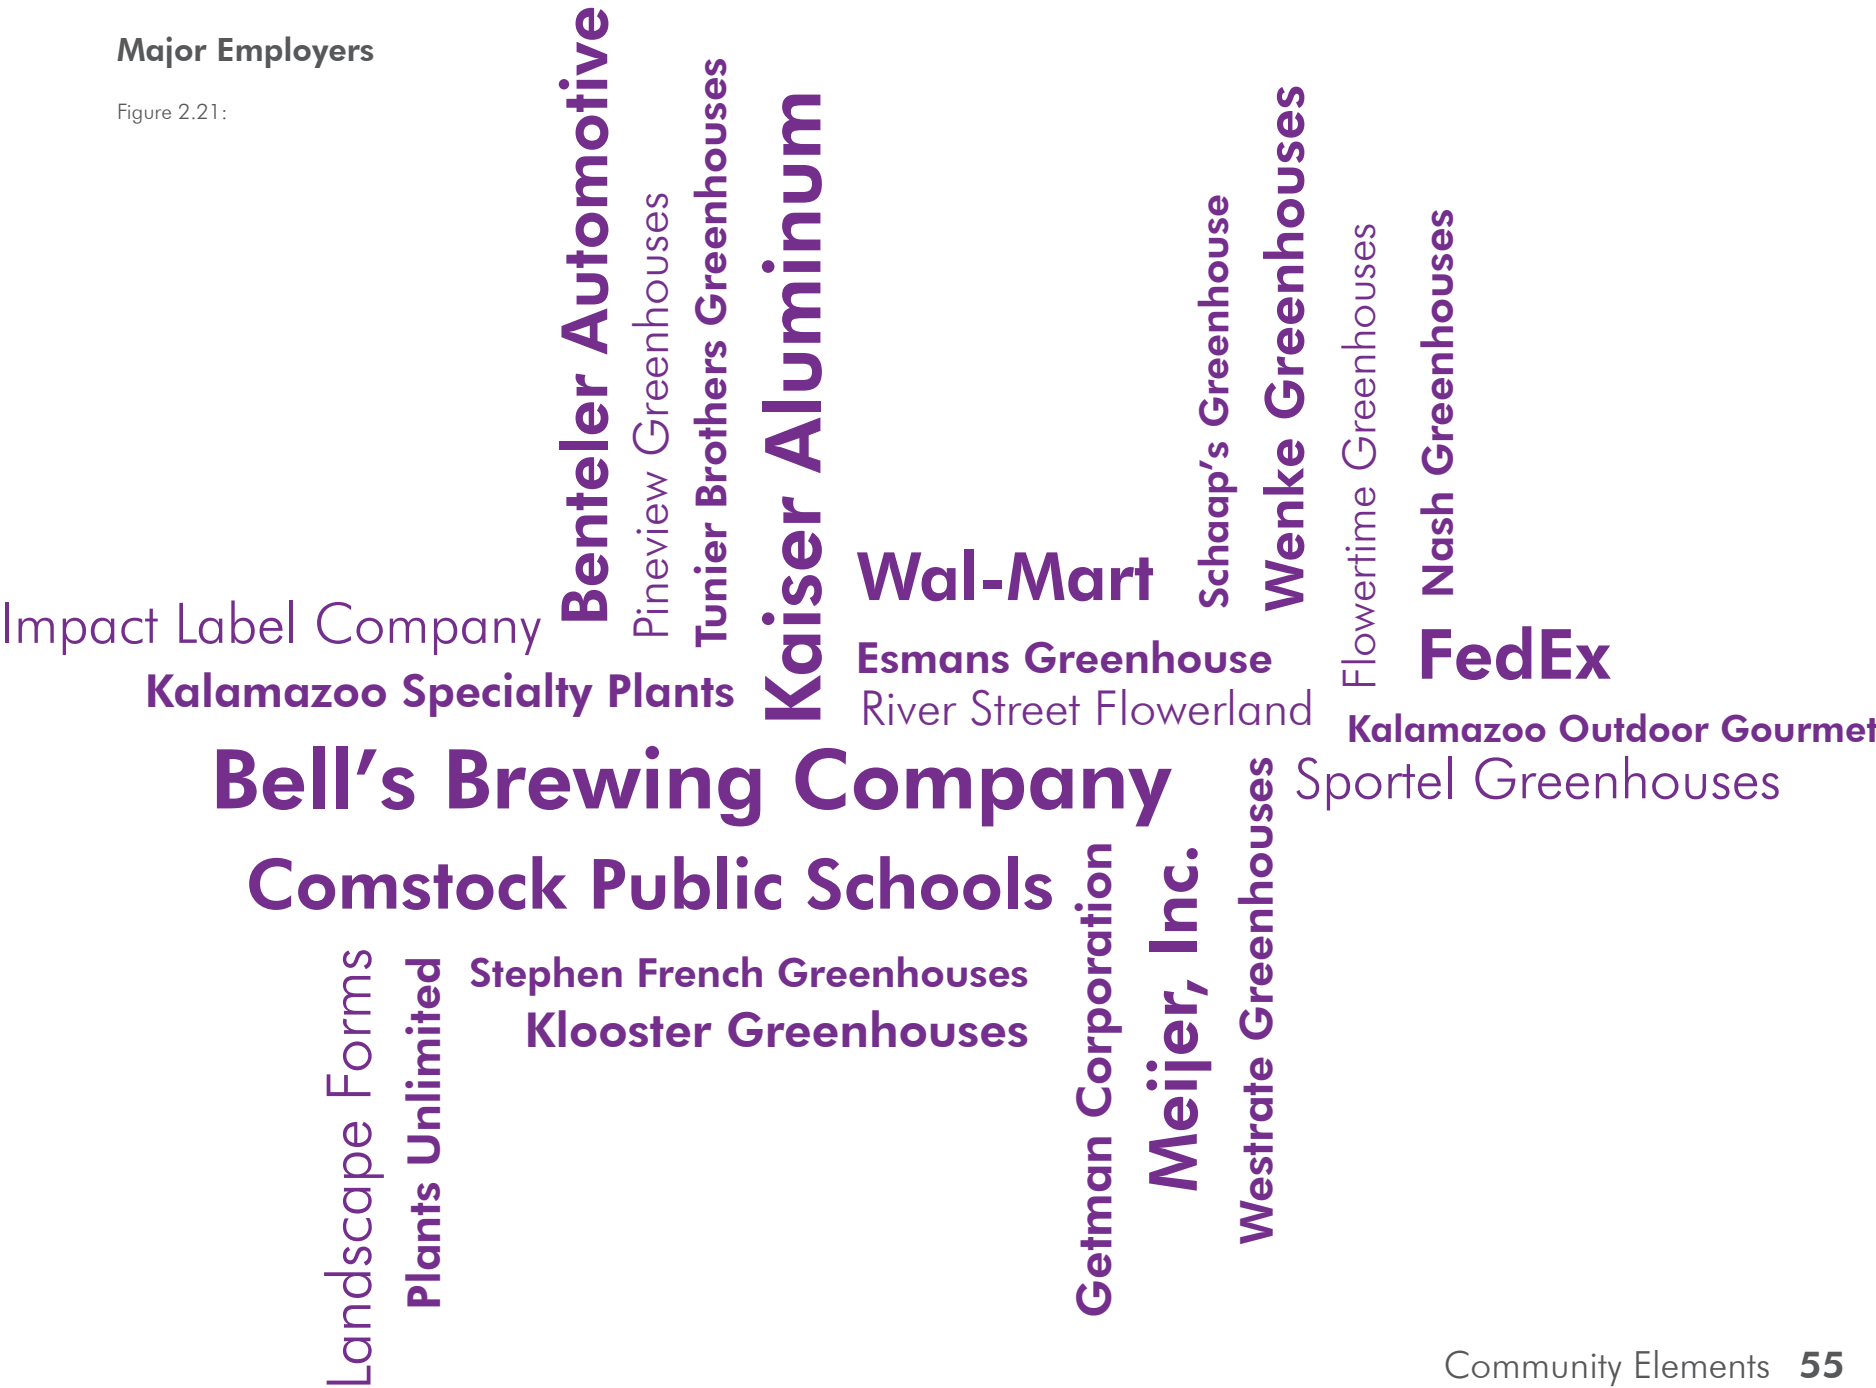 Major Employers
Figure 2.21:
Benteler Automotive
Pineview Greenhouses
Tunier Brothers Greenhouses
Kaiser Aluminum
Schaap's Greenhouse
Wenke Greenhouses
Flowertime Greenhouses
Nash Greenhouses
Wal-Mart
Impact Label Company
Esmans Greenhouse
FedEx
Kalamazoo Specialty Plants
River Street Flowerland
Kalamazoo Outdoor Gourmet
Bell's Brewing Company
Sportel Greenhouses
Comstock Public Schools
Getman Corporation
Meijer, Inc.
Westrate Greenhouses
Landscape Forms
Plants Unlimited
Stephen French Greenhouses
Klooster Greenhouses
Community Elements 55